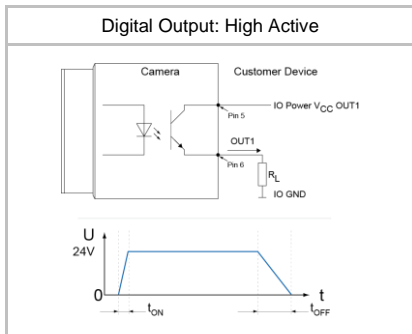 Digital Output: High Active
Camera
Customer Device
IO Power VCC OUT1
Pin 5
OUT1
Pin 6
RL
IO GND
U
24V
0
t
tON
tOFF